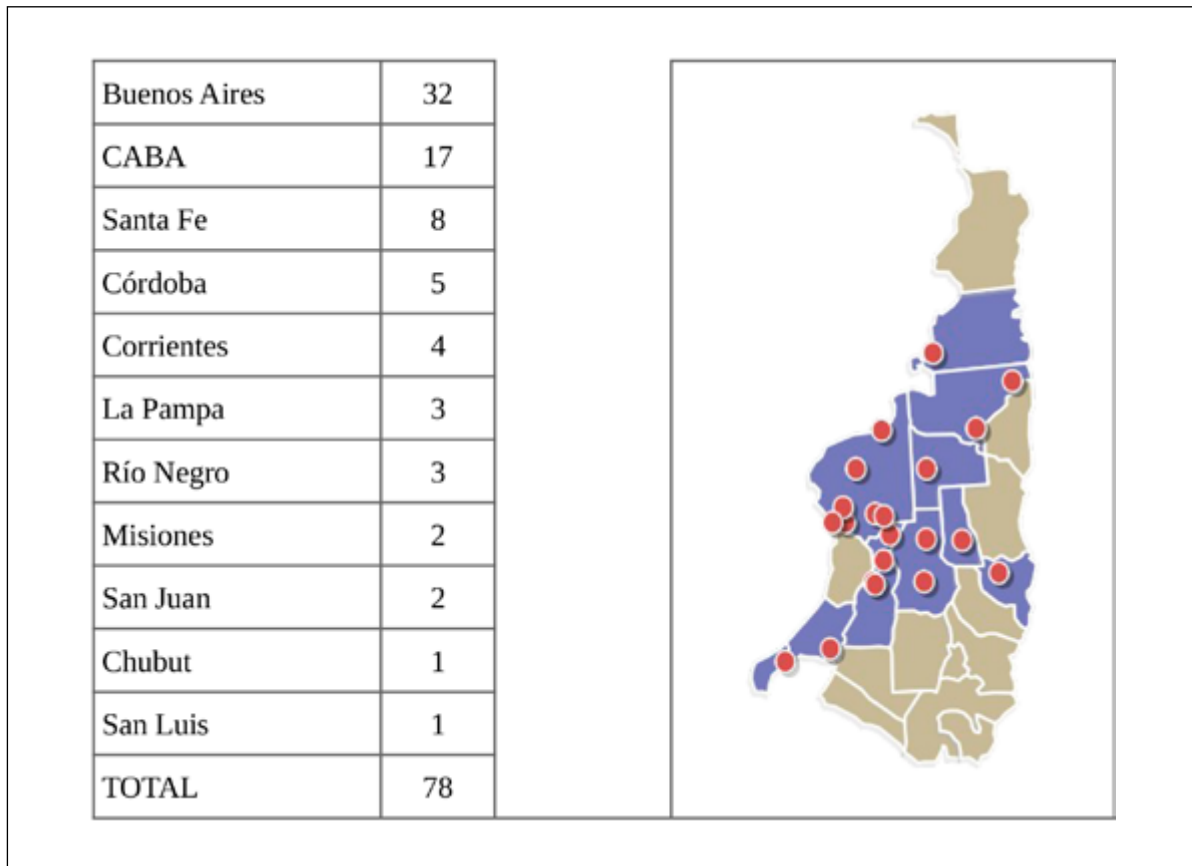 Buenos Aires 32
CABA 17
Santa Fe 8
Córdoba 5
Corrientes 4
La Pampa 3
Río Negro 3
Misiones 2
San Juan 2
Chubut 1
San Luis 1
TOTAL 78